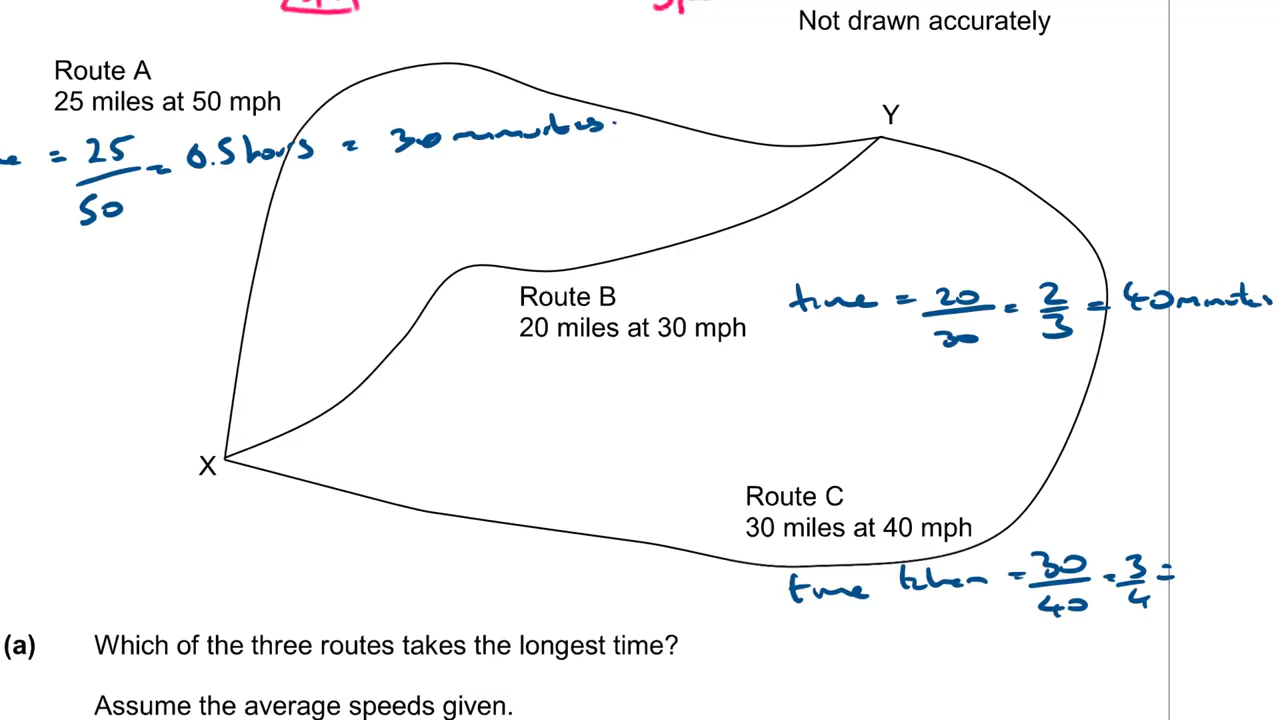 Not drawn accurately
Route A
25 miles at 50 mph
= 25/50 = 0.5 hours = 30 minutes.
Y
Route B
20 miles at 30 mph
time = 20/30 = 2/3 = 40 minutes
X
Route C
30 miles at 40 mph
time taken = 30/40 = 3/4 =
(a) Which of the three routes takes the longest time?
Assume the average speeds given.